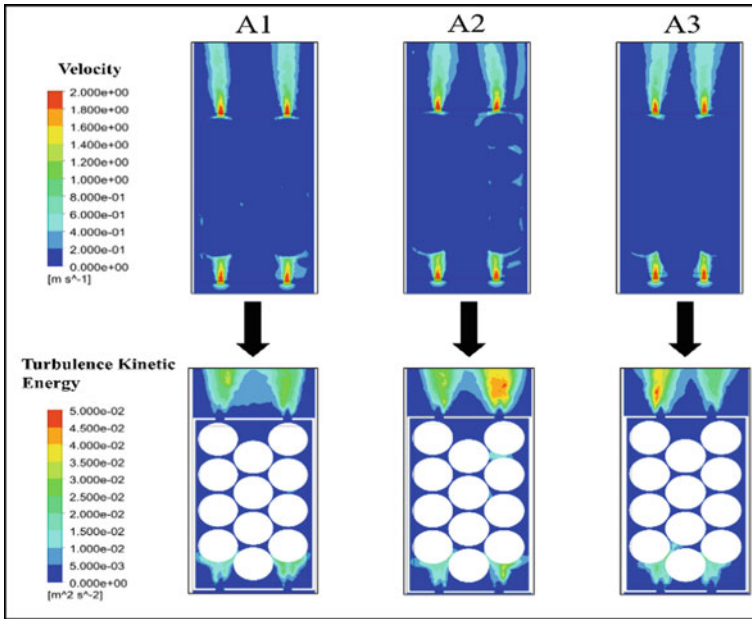 A1
A2
A3
Velocity
2.000e+00
1.800e+00
1.600e+00
1.400e+00
1.200e+00
1.000e+00
8.000e-01
6.000e-01
4.000e-01
2.000e-01
0.000e+00
[m s^-1]
Turbulence Kinetic
Energy
5.000e-02
4.500e-02
4.000e-02
3.500e-02
3.000e-02
2.500e-02
2.000e-02
1.500e-02
1.000e-02
5.000e-03
0.000e+00
[m^2 s^-2]